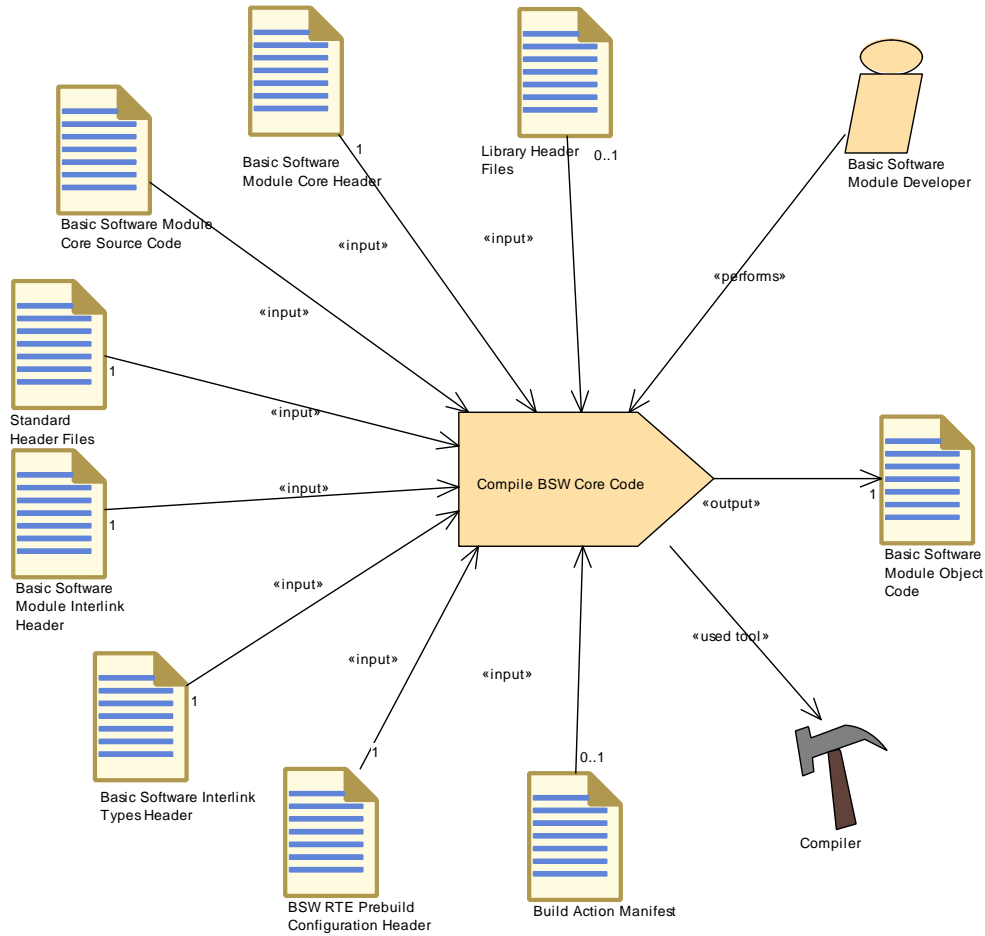 1
Basic Software
Module Core Header
Library Header
Files
0..1
Basic Software
Module Developer
Basic Software Module
Core Source Code
«input»
«input»
«performs»
«input»
1
Standard
Header Files
«input»
Compile BSW Core Code
«input»
1
«output»
1
Basic Software
Module Object
Code
Basic Software
Module Interlink
Header
«input»
«used tool»
«input»
«input»
1
Basic Software Interlink
Types Header
1
0..1
Compiler
BSW RTE Prebuild
Configuration Header
Build Action Manifest